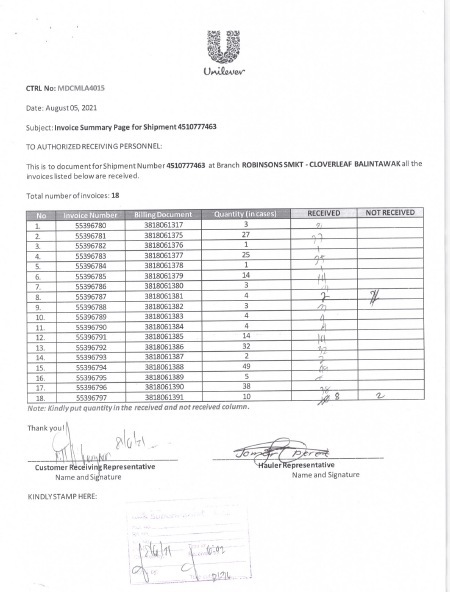 Unilever
CTRL No: MDCMLA4015
Date: August 05, 2021
Subject: Invoice Summary Page for Shipment 4510777463
TO AUTHORIZED RECEIVING PERSONNEL:
This is to document for Shipment Number 4510777463 at Branch ROBINSONS SMKT - CLOVERLEAF BALINTAWAK all the
invoices listed below are received.
Total number of invoices: 18
No Invoice Number Billing Document Quantity (in cases) RECEIVED NOT RECEIVED
1. 55396780 3818061317 3
2. 55396781 3818061375 27 27
3. 55396782 3818061376 1 1
4. 55396783 3818061377 25 25
5. 55396784 3818061378 1 1
6. 55396785 3818061379 14 14
7. 55396786 3818061380 3
8. 55396787 3818061381 4 2
9. 55396788 3818061382 3 3
10. 55396789 3818061383 4 4
11. 55396790 3818061384 4 4
12. 55396791 3818061385 14 14
13. 55396792 3818061386 32 32
14. 55396793 3818061387 2 2
15. 55396794 3818061388 49
16. 55396795 3818061389 5
17. 55396796 3818061390 38
18. 55396797 3818061391 10 8 2
Note: Kindly put quantity in the received and not received column.
Thank you!
8/6/21
Customer Receiving Representative Hauler Representative
Name and Signature Name and Signature
KINDLY STAMP HERE:
8/6/21